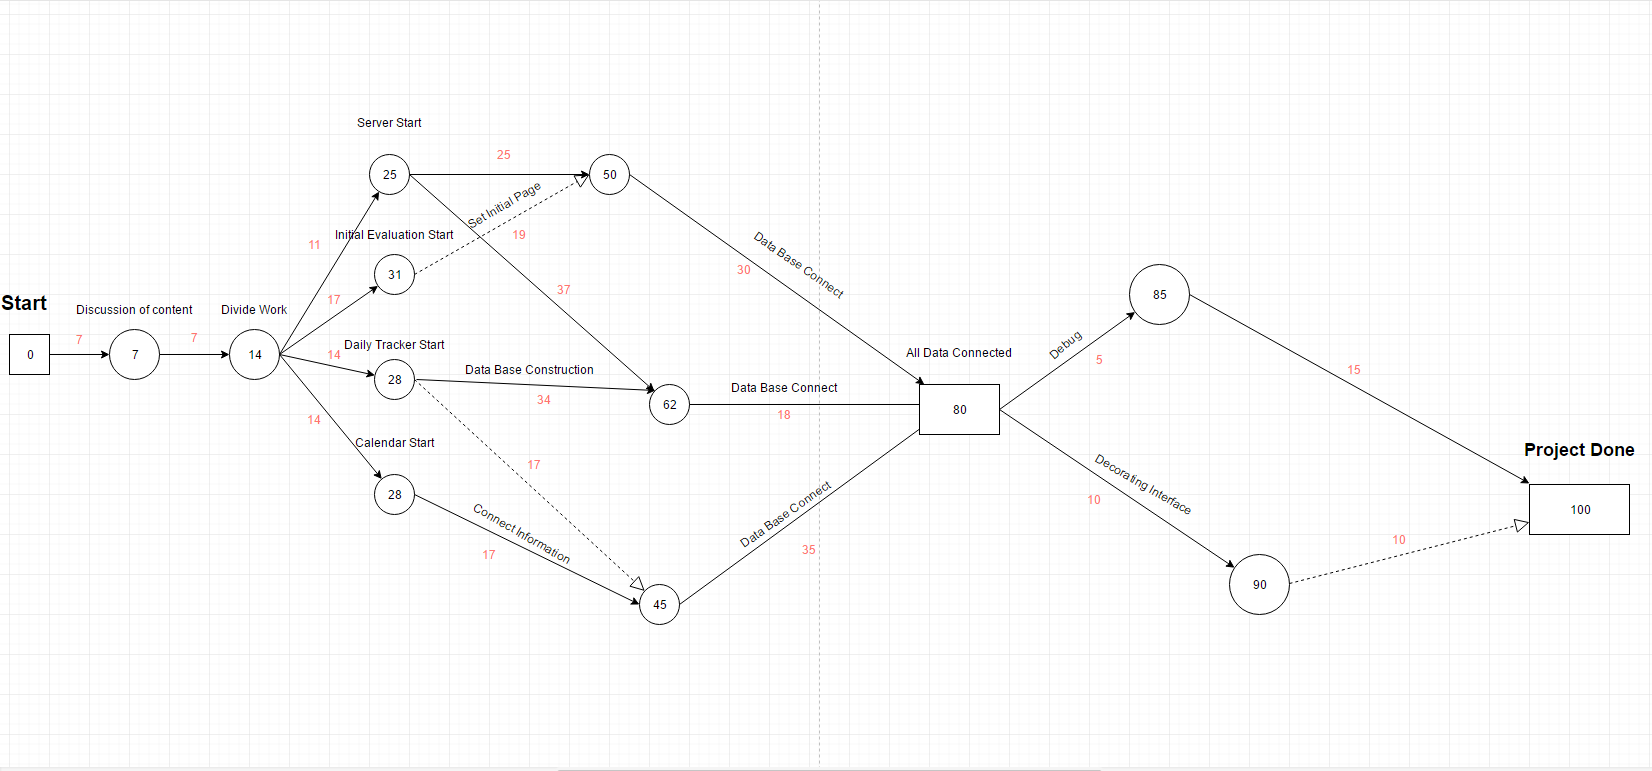 Server Start
25
25
50
Set Initial Page
19
11
Initial Evaluation Start
31
17
37
Data Base Connect
30
Start
Discussion of content
Divide Work
0
7
7
7
14
14
Daily Tracker Start
28
Data Base Construction
34
62
Data Base Connect
18
All Data Connected
80
Debug
5
85
15
14
Calendar Start
28
17
Connect Information
17
45
Data Base Connect
35
Decorating Interface
10
90
10
Project Done
100